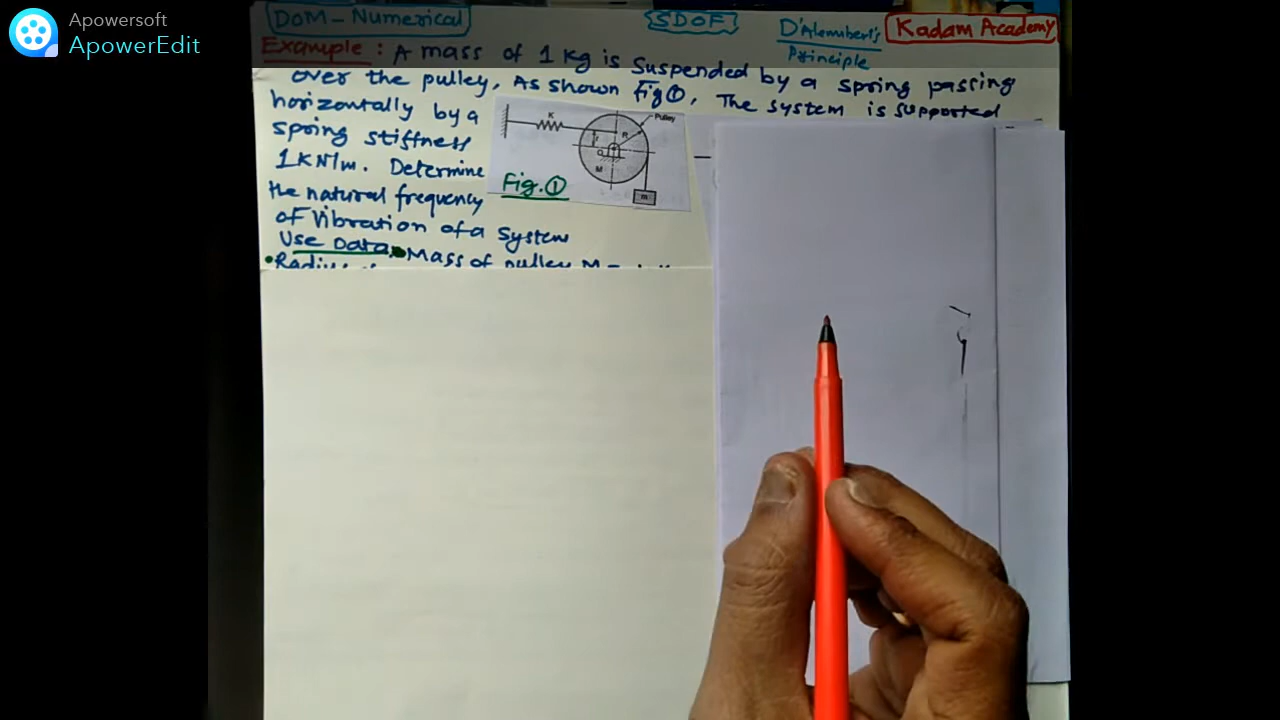 Apowersoft
ApowerEdit
DOM - Numerical
SDOF
D'Alembert's
Principle
Kadam Academy
Example : A mass of 1 Kg is suspended by a spring passing
over the pulley, As shown Fig ①, The system is supported
horizontally by a
spring stiffness
1KN/m. Determine
the natural frequency
of Vibration of a system
Use Data.
Mass of pulley M =
K
Pulley
R
r
O
M
m
Fig. ①